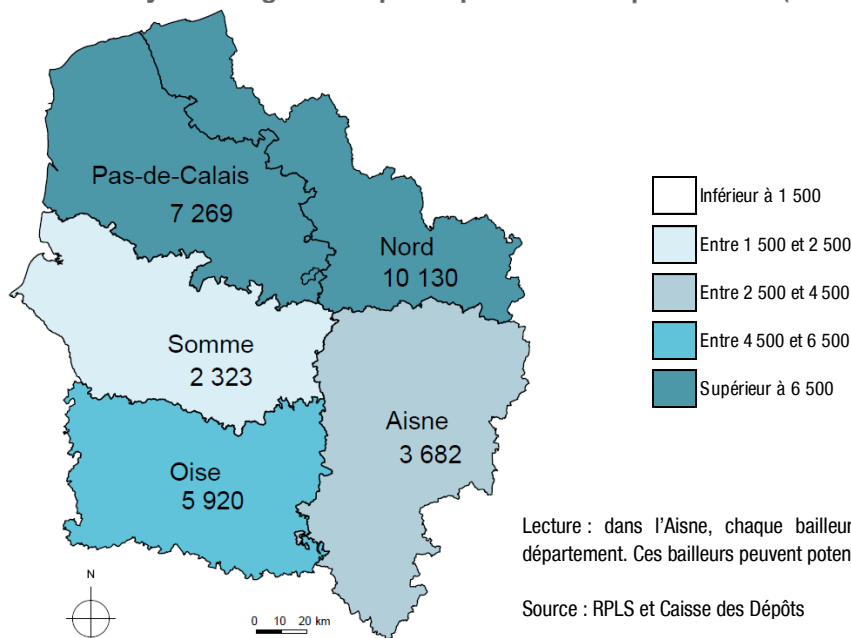 Pas-de-Calais
7 269
Nord
10 130
Somme
2 323
Aisne
3 682
Oise
5 920
Inférieur à 1 500
Entre 1 500 et 2 500
Entre 2 500 et 4 500
Entre 4 500 et 6 500
Supérieur à 6 500
Lecture : dans l'Aisne, chaque bailleur
département. Ces bailleurs peuvent poten
Source : RPLS et Caisse des Dépôts
N
0 10 20 km